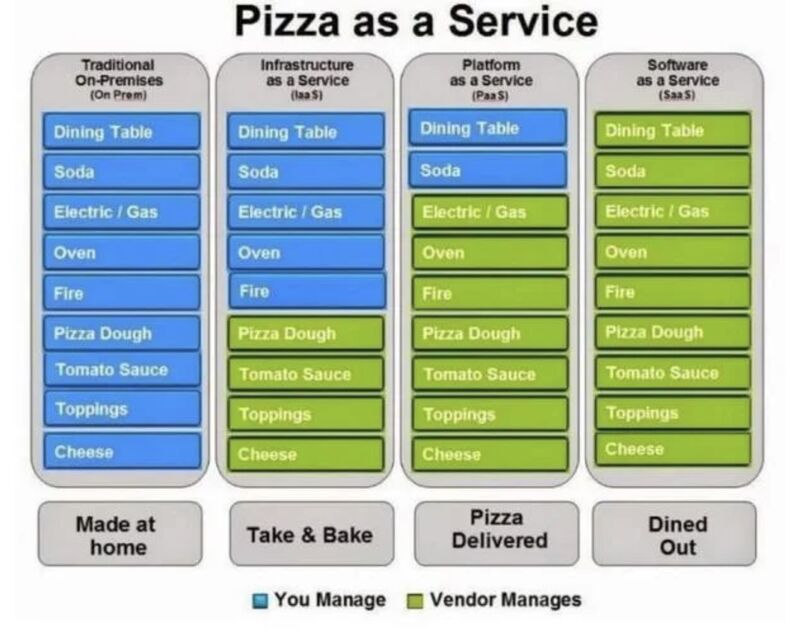 Pizza as a Service
Traditional
On-Premises
(On Prem)
Dining Table
Soda
Electric / Gas
Oven
Fire
Pizza Dough
Tomato Sauce
Toppings
Cheese
Made at
home
Infrastructure
as a Service
(IaaS)
Dining Table
Soda
Electric / Gas
Oven
Fire
Pizza Dough
Tomato Sauce
Toppings
Cheese
Take & Bake
Platform
as a Service
(PaaS)
Dining Table
Soda
Electric / Gas
Oven
Fire
Pizza Dough
Tomato Sauce
Toppings
Cheese
Pizza
Delivered
Software
as a Service
(SaaS)
Dining Table
Soda
Electric / Gas
Oven
Fire
Pizza Dough
Tomato Sauce
Toppings
Cheese
Dined
Out
You Manage
Vendor Manages